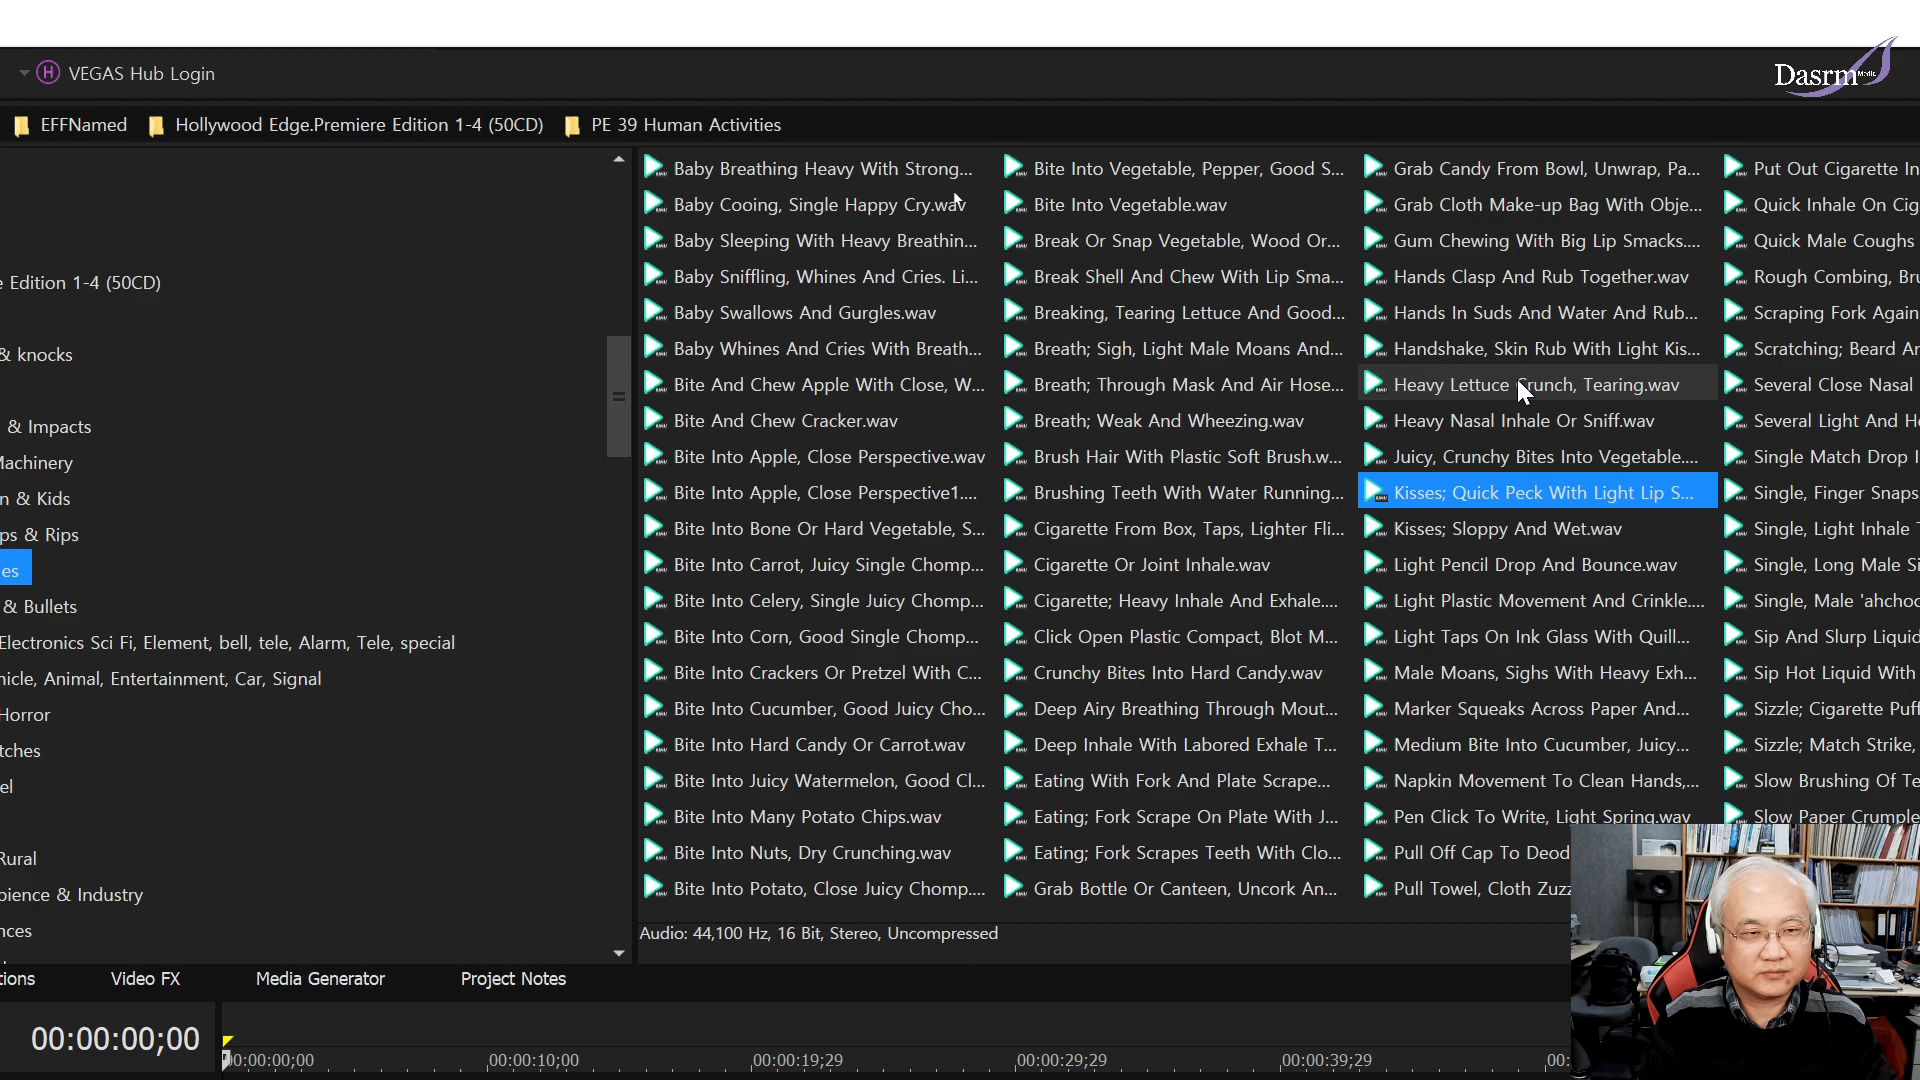 Dasrm Media
VEGAS Hub Login
EFFNamed
Hollywood Edge.Premiere Edition 1-4 (50CD)
PE 39 Human Activities
e Edition 1-4 (50CD)
& knocks
& Impacts
Machinery
n & Kids
ps & Rips
es
& Bullets
Electronics Sci Fi, Element, bell, tele, Alarm, Tele, special
hicle, Animal, Entertainment, Car, Signal
Horror
tches
el
Rural
bience & Industry
nces
Baby Breathing Heavy With Strong...
Baby Cooing, Single Happy Cry.wav
Baby Sleeping With Heavy Breathin...
Baby Sniffling, Whines And Cries. Li...
Baby Swallows And Gurgles.wav
Baby Whines And Cries With Breath...
Bite And Chew Apple With Close, W...
Bite And Chew Cracker.wav
Bite Into Apple, Close Perspective.wav
Bite Into Apple, Close Perspective1....
Bite Into Bone Or Hard Vegetable, S...
Bite Into Carrot, Juicy Single Chomp...
Bite Into Celery, Single Juicy Chomp...
Bite Into Corn, Good Single Chomp...
Bite Into Crackers Or Pretzel With C...
Bite Into Cucumber, Good Juicy Cho...
Bite Into Hard Candy Or Carrot.wav
Bite Into Juicy Watermelon, Good Cl...
Bite Into Many Potato Chips.wav
Bite Into Nuts, Dry Crunching.wav
Bite Into Potato, Close Juicy Chomp....
Bite Into Vegetable, Pepper, Good S...
Bite Into Vegetable.wav
Break Or Snap Vegetable, Wood Or...
Break Shell And Chew With Lip Sma...
Breaking, Tearing Lettuce And Good...
Breath; Sigh, Light Male Moans And...
Breath; Through Mask And Air Hose...
Breath; Weak And Wheezing.wav
Brush Hair With Plastic Soft Brush.w...
Brushing Teeth With Water Running...
Cigarette From Box, Taps, Lighter Fli...
Cigarette Or Joint Inhale.wav
Cigarette; Heavy Inhale And Exhale....
Click Open Plastic Compact, Blot M...
Crunchy Bites Into Hard Candy.wav
Deep Airy Breathing Through Mout...
Deep Inhale With Labored Exhale T...
Eating With Fork And Plate Scrape...
Eating; Fork Scrape On Plate With J...
Eating; Fork Scrapes Teeth With Clo...
Grab Bottle Or Canteen, Uncork An...
Grab Candy From Bowl, Unwrap, Pa...
Grab Cloth Make-up Bag With Obje...
Gum Chewing With Big Lip Smacks....
Hands Clasp And Rub Together.wav
Hands In Suds And Water And Rub...
Handshake, Skin Rub With Light Kis...
Heavy Lettuce Crunch, Tearing.wav
Heavy Nasal Inhale Or Sniff.wav
Juicy, Crunchy Bites Into Vegetable....
Kisses; Quick Peck With Light Lip S...
Kisses; Sloppy And Wet.wav
Light Pencil Drop And Bounce.wav
Light Plastic Movement And Crinkle....
Light Taps On Ink Glass With Quill...
Male Moans, Sighs With Heavy Exh...
Marker Squeaks Across Paper And...
Medium Bite Into Cucumber, Juicy...
Napkin Movement To Clean Hands,...
Pen Click To Write, Light Spring.wav
Pull Off Cap To Deod
Pull Towel, Cloth Zuzz
Put Out Cigarette In
Quick Inhale On Cig
Quick Male Coughs
Rough Combing, Bru
Scraping Fork Again
Scratching; Beard Ar
Several Close Nasal
Several Light And He
Single Match Drop I
Single, Finger Snaps.
Single, Light Inhale T
Single, Long Male Si
Single, Male 'ahchoo
Sip And Slurp Liquid
Sip Hot Liquid With
Sizzle; Cigarette Puff
Sizzle; Match Strike,
Slow Brushing Of Te
Slow Paper Crumple
Audio: 44,100 Hz, 16 Bit, Stereo, Uncompressed
tions
Video FX
Media Generator
Project Notes
00:00:00;00
00:00:00;00
00:00:10;00
00:00:19;29
00:00:29;29
00:00:39;29
00: